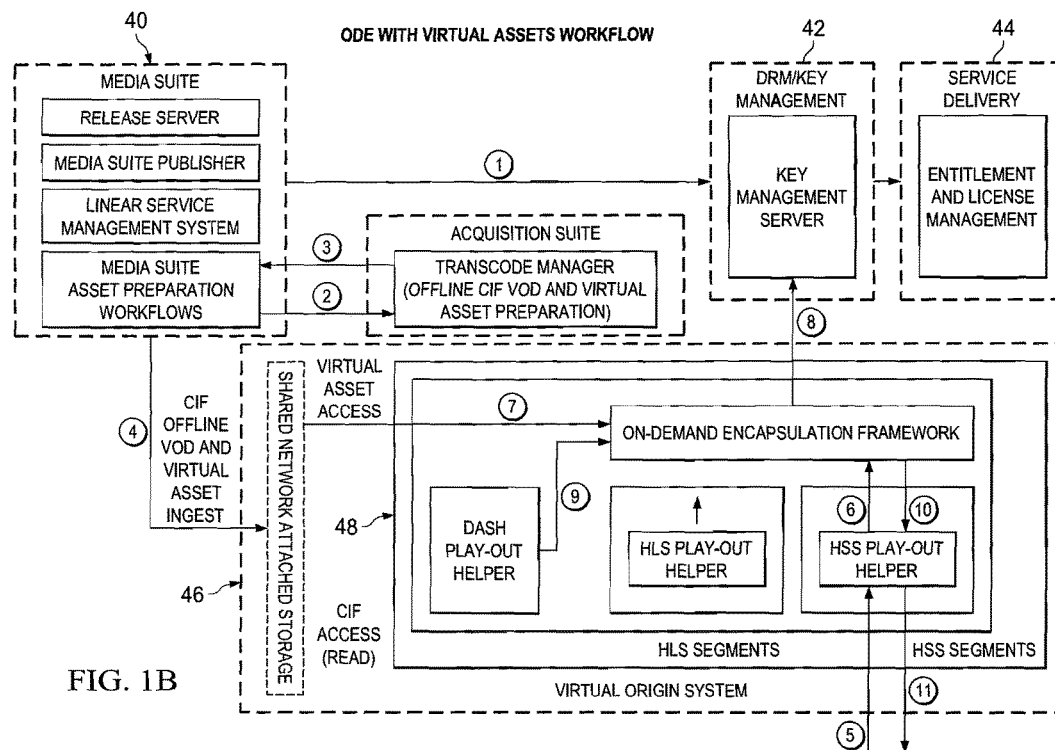 ODE WITH VIRTUAL ASSETS WORKFLOW
40
MEDIA SUITE
RELEASE SERVER
MEDIA SUITE PUBLISHER
LINEAR SERVICE
MANAGEMENT SYSTEM
MEDIA SUITE
ASSET PREPARATION
WORKFLOWS
1
3
2
ACQUISITION SUITE
TRANSCODE MANAGER
(OFFLINE CIF VOD AND VIRTUAL
ASSET PREPARATION)
42
DRM/KEY
MANAGEMENT
KEY
MANAGEMENT
SERVER
44
SERVICE
DELIVERY
ENTITLEMENT
AND LICENSE
MANAGEMENT
8
4
CIF
OFFLINE
VOD AND
VIRTUAL
ASSET
INGEST
46
SHARED NETWORK ATTACHED STORAGE
VIRTUAL
ASSET
ACCESS
7
ON-DEMAND ENCAPSULATION FRAMEWORK
9
6
10
48
DASH
PLAY-OUT
HELPER
HLS PLAY-OUT
HELPER
HSS PLAY-OUT
HELPER
CIF
ACCESS
(READ)
HLS SEGMENTS
HSS SEGMENTS
VIRTUAL ORIGIN SYSTEM
11
5
FIG. 1B